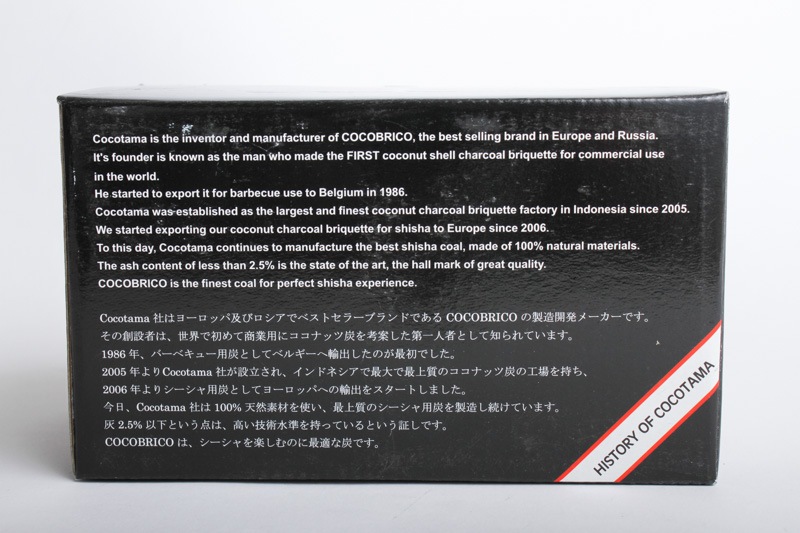 Cocotama is the inventor and manufacturer of COCOBRICO, the best selling brand in Europe and Russia.
It's founder is known as the man who made the FIRST coconut shell charcoal briquette for commercial use
in the world.
He started to export it for barbecue use to Belgium in 1986.
Cocotama was established as the largest and finest coconut charcoal briquette factory in Indonesia since 2005.
We started exporting our coconut charcoal briquette for shisha to Europe since 2006.
To this day, Cocotama continues to manufacture the best shisha coal, made of 100% natural materials.
The ash content of less than 2.5% is the state of the art, the hall mark of great quality.
COCOBRICO is the finest coal for perfect shisha experience.
Cocotama 社はヨーロッパ及びロシアでベストセラーブランドである COCOBRICO の製造開発メーカーです。
その創設者は、世界で初めて商業用にココナッツ炭を考案した第一人者として知られています。
1986 年、バーベキュー用炭としてベルギーへ輸出したのが最初でした。
2005 年よりCocotama 社が設立され、インドネシアで最大で最上質のココナッツ炭の工場を持ち、
2006 年よりシーシャ用炭としてヨーロッパへの輸出をスタートしました。
今日、Cocotama 社は 100% 天然素材を使い、最上質のシーシャ用炭を製造し続けています。
灰 2.5% 以下という点は、高い技術水準を持っているという証しです。
COCOBRICO は、シーシャを楽しむのに最適な炭です。
HISTORY OF COCOTAMA